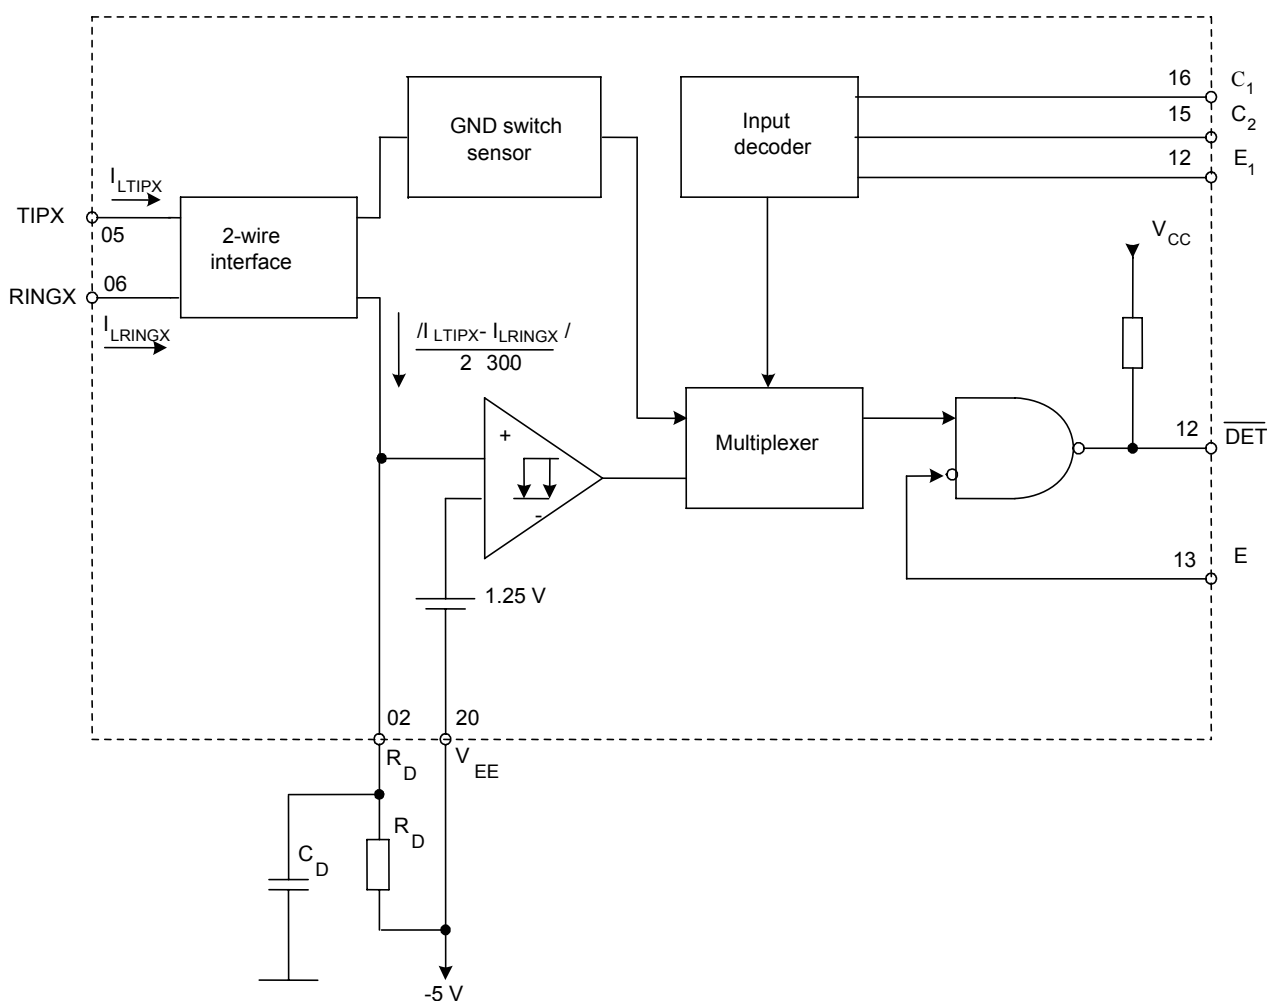 16
C1
GND switch
sensor
Input
decoder
15
C2
12
E1
ILTIPX
TIPX
05
2-wire
interface
VCC
RINGX
06
ILRINGX
/ILTIPX- ILRINGX /
2 300
+
-
Multiplexer
12
DET
13
E
1.25 V
02
20
RD
VEE
RD
CD
-5 V